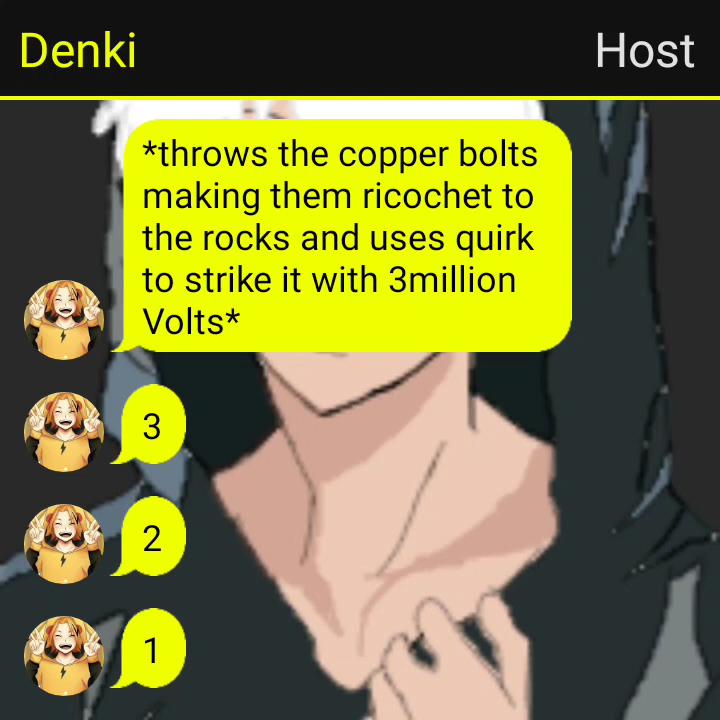 Denki
Host
*throws the copper bolts
making them ricochet to
the rocks and uses quirk
to strike it with 3million
Volts*
3
2
1